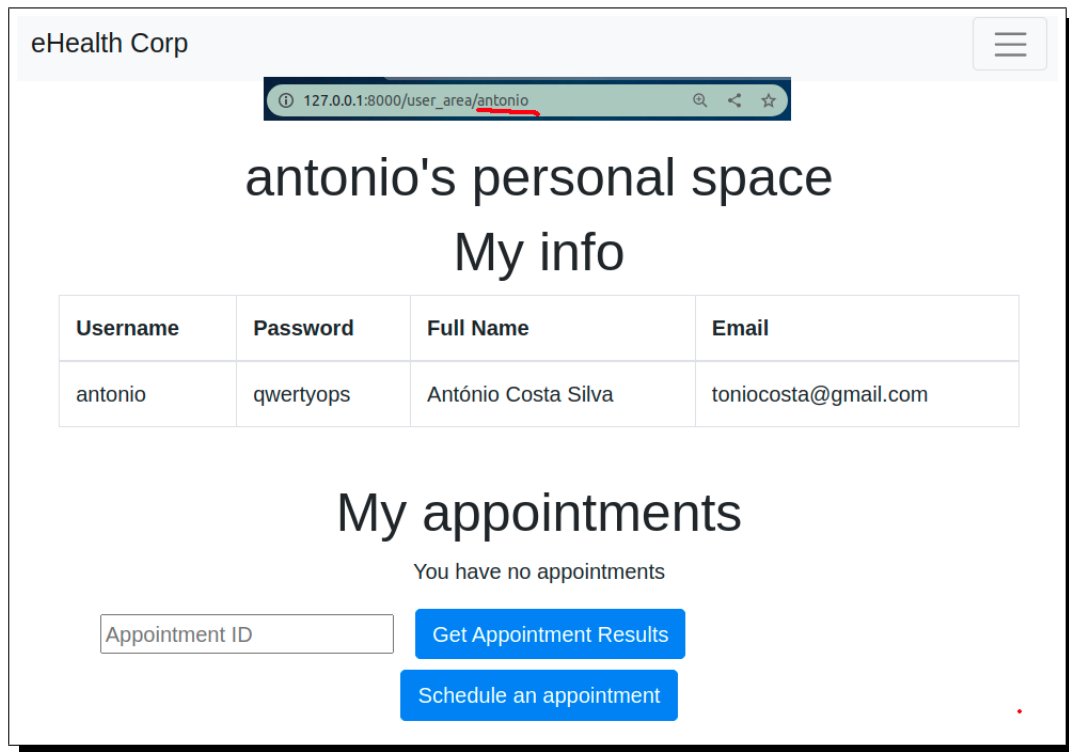 eHealth Corp
127.0.0.1:8000/user_area/antonio
antonio's personal space
My info
Username Password Full Name Email
antonio qwertyops António Costa Silva toniocosta@gmail.com
My appointments
You have no appointments
Appointment ID Get Appointment Results
Schedule an appointment